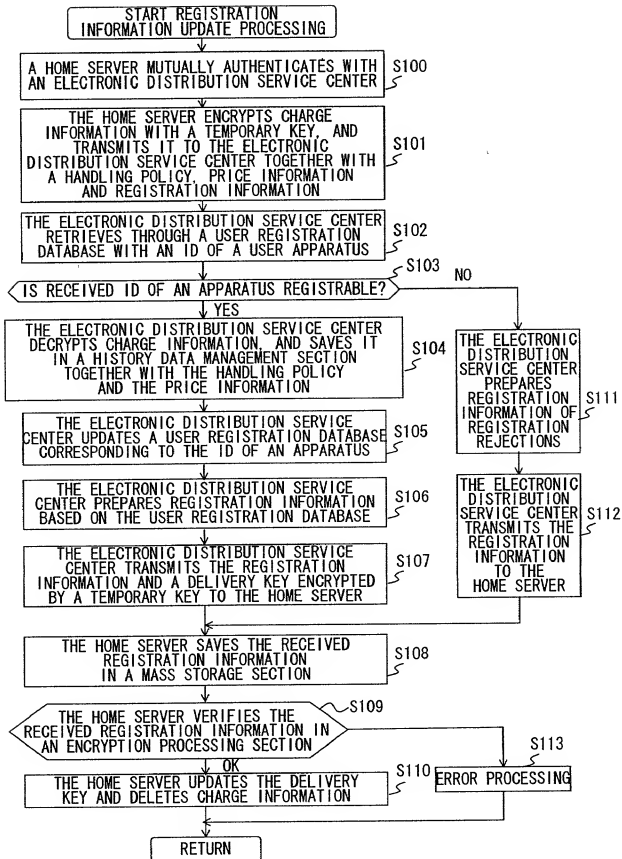 START REGISTRATION
INFORMATION UPDATE PROCESSING
A HOME SERVER MUTUALLY AUTHENTICATES WITH
AN ELECTRONIC DISTRIBUTION SERVICE CENTER
S100
THE HOME SERVER ENCRYPTS CHARGE
INFORMATION WITH A TEMPORARY KEY, AND
TRANSMITS IT TO THE ELECTRONIC
DISTRIBUTION SERVICE CENTER TOGETHER WITH
A HANDLING POLICY, PRICE INFORMATION
AND REGISTRATION INFORMATION
S101
THE ELECTRONIC DISTRIBUTION SERVICE CENTER
RETRIEVES THROUGH A USER REGISTRATION
DATABASE WITH AN ID OF A USER APPARATUS
S102
S103
IS RECEIVED ID OF AN APPARATUS REGISTRABLE?
NO
YES
THE ELECTRONIC DISTRIBUTION SERVICE CENTER
DECRYPTS CHARGE INFORMATION, AND SAVES IT
IN A HISTORY DATA MANAGEMENT SECTION
TOGETHER WITH THE HANDLING POLICY
AND THE PRICE INFORMATION
S104
THE ELECTRONIC DISTRIBUTION SERVICE
CENTER UPDATES A USER REGISTRATION DATABASE
CORRESPONDING TO THE ID OF AN APPARATUS
S105
THE ELECTRONIC DISTRIBUTION SERVICE
CENTER PREPARES REGISTRATION INFORMATION
BASED ON THE USER REGISTRATION DATABASE
S106
THE ELECTRONIC DISTRIBUTION SERVICE
CENTER TRANSMITS THE REGISTRATION
INFORMATION AND A DELIVERY KEY ENCRYPTED
BY A TEMPORARY KEY TO THE HOME SERVER
S107
THE ELECTRONIC
DISTRIBUTION
SERVICE CENTER
PREPARES
REGISTRATION
INFORMATION OF
REGISTRATION
REJECTIONS
S111
THE ELECTRONIC
DISTRIBUTION
SERVICE CENTER
TRANSMITS THE
REGISTRATION
INFORMATION
TO THE
HOME SERVER
S112
THE HOME SERVER SAVES THE RECEIVED
REGISTRATION INFORMATION
IN A MASS STORAGE SECTION
S108
S109
THE HOME SERVER VERIFIES THE
RECEIVED REGISTRATION INFORMATION IN
AN ENCRYPTION PROCESSING SECTION
OK
THE HOME SERVER UPDATES THE DELIVERY
KEY AND DELETES CHARGE INFORMATION
S110
S113
ERROR PROCESSING
RETURN